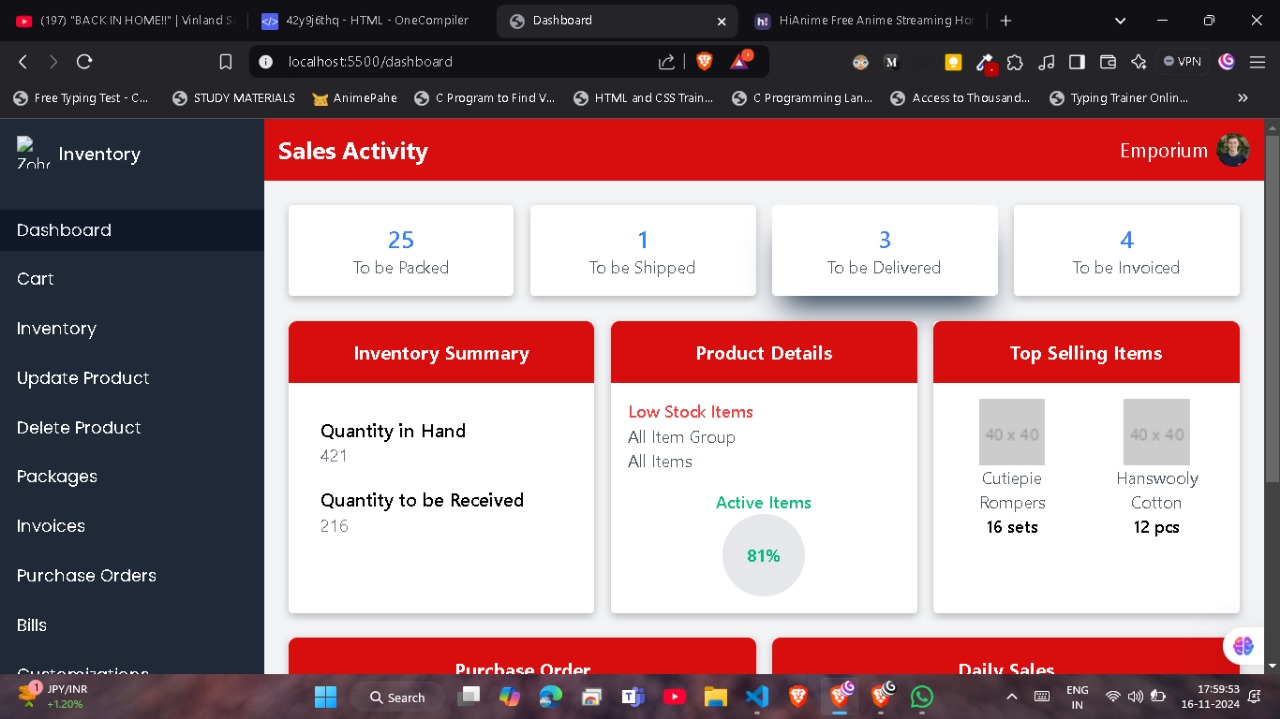 (197) "BACK IN HOME!!" | Vinland S
42y9j6thq - HTML - OneCompiler
Dashboard
HiAnime Free Anime Streaming Ho
localhost:5500/dashboard
VPN
Free Typing Test - C...
STUDY MATERIALS
AnimePahe
C Program to Find V...
HTML and CSS Train...
C Programming Lan...
Access to Thousand...
Typing Trainer Onlin...
Inventory
Sales Activity
Emporium
Dashboard
Cart
Inventory
Update Product
Delete Product
Packages
Invoices
Purchase Orders
Bills
Customizations
25
To be Packed
1
To be Shipped
3
To be Delivered
4
To be Invoiced
Inventory Summary
Quantity in Hand
421
Quantity to be Received
216
Product Details
Low Stock Items
All Item Group
All Items
Active Items
81%
Top Selling Items
40 x 40
Cutiepie
Rompers
16 sets
40 x 40
Hanswooly
Cotton
12 pcs
Purchase Order
Daily Sales
1
JPY/INR
+1.20%
Search
ENG
IN
17:59:53
16-11-2024